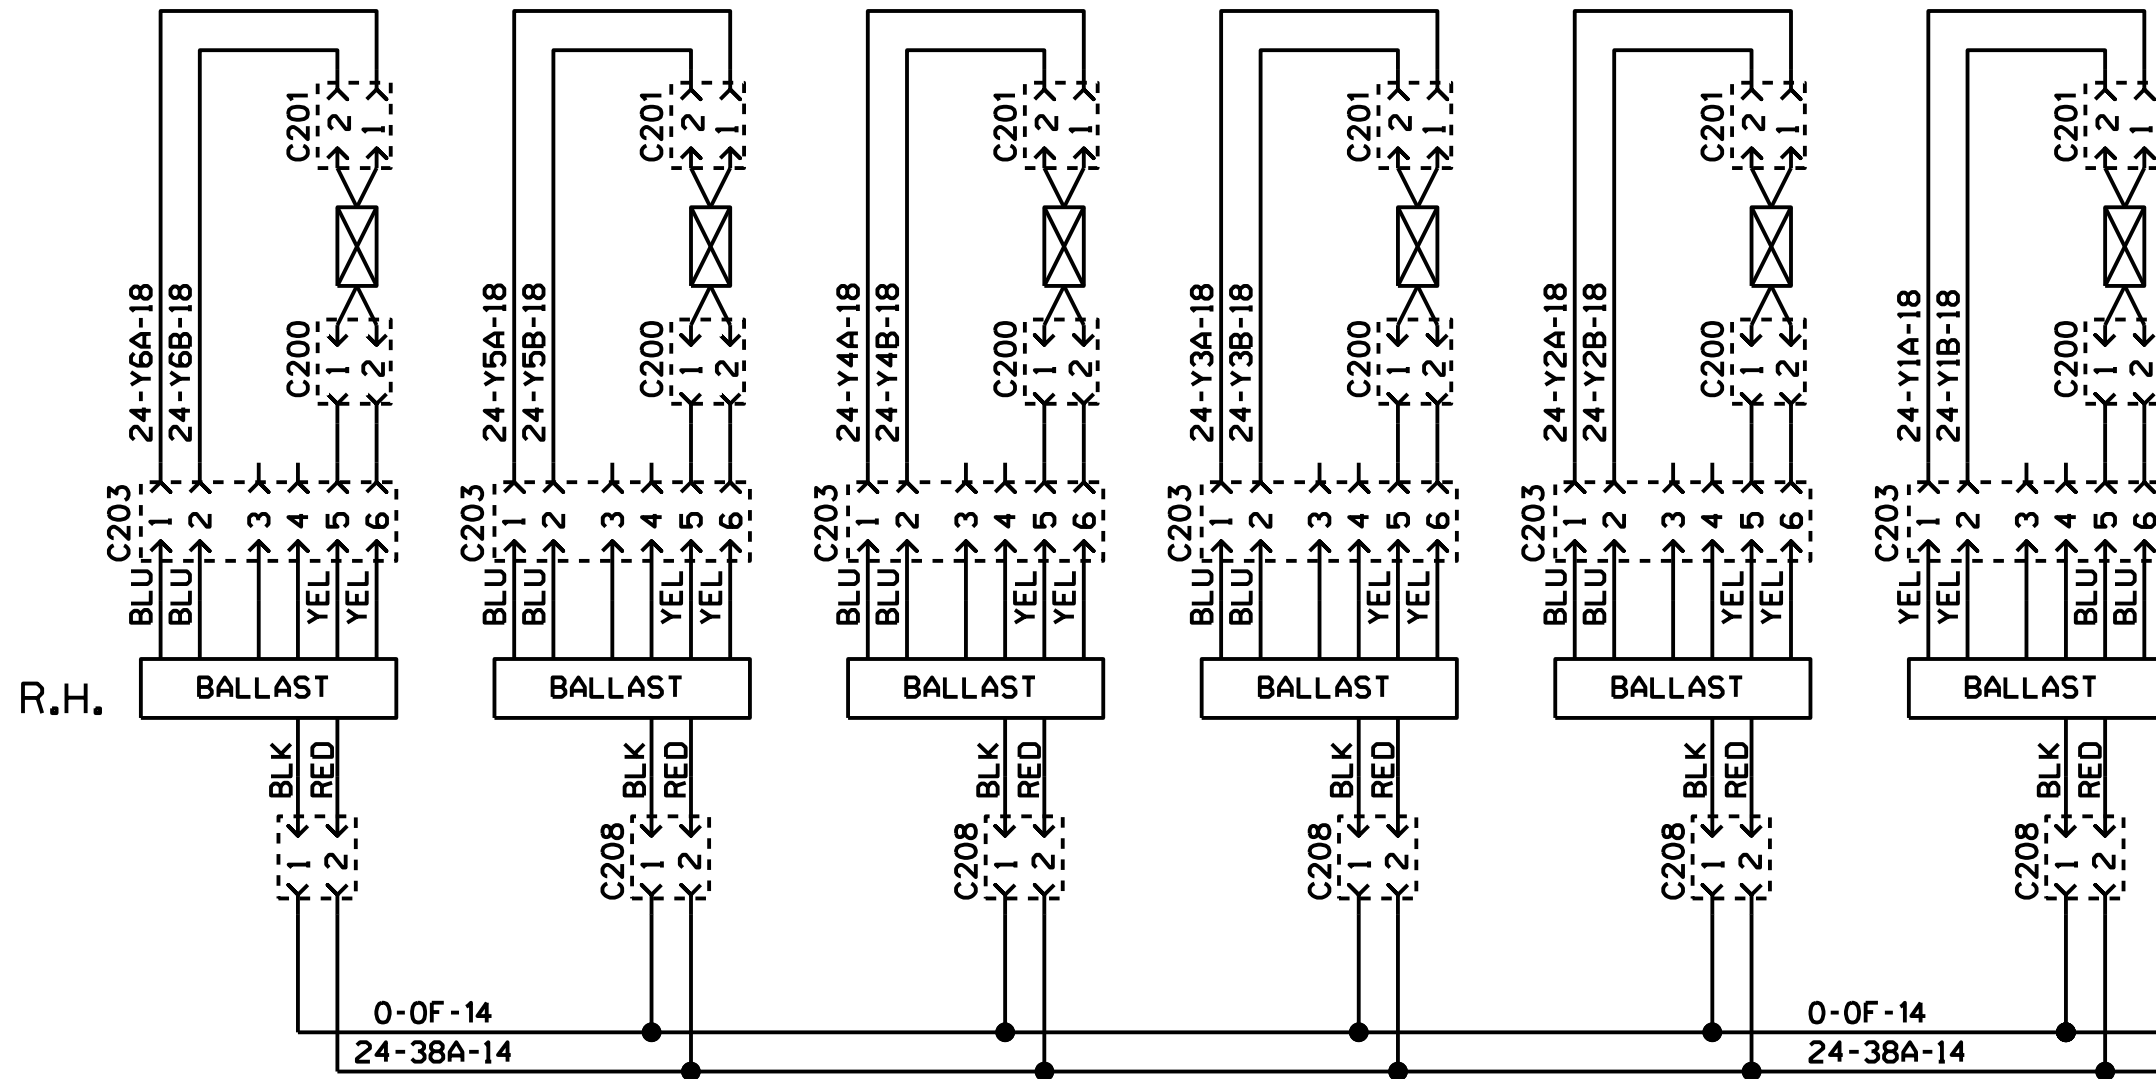 C201 2 1 C201 2 1 C201 2 1 C201 2 1 C201 2 1 C201 2 1
24-Y6A-18 24-Y6B-18 24-Y5A-18 24-Y5B-18 24-Y4A-18 24-Y4B-18 24-Y3A-18 24-Y3B-18 24-Y2A-18 24-Y2B-18 24-Y1A-18 24-Y1B-18
C200 1 2 C200 1 2 C200 1 2 C200 1 2 C200 1 2 C200 1 2
C203 1 2 3 4 5 6 C203 1 2 3 4 5 6 C203 1 2 3 4 5 6 C203 1 2 3 4 5 6 C203 1 2 3 4 5 6 C203 1 2 3 4 5 6
BLU BLU YEL YEL BLU BLU YEL YEL BLU BLU YEL YEL BLU BLU YEL YEL BLU BLU YEL YEL YEL YEL BLU BLU
R.H. BALLAST BALLAST BALLAST BALLAST BALLAST BALLAST
BLK RED BLK RED BLK RED BLK RED BLK RED BLK RED
1 2 C208 1 2 C208 1 2 C208 1 2 C208 1 2 C208 1 2
0-0F-14 0-0F-14
24-38A-14 24-38A-14